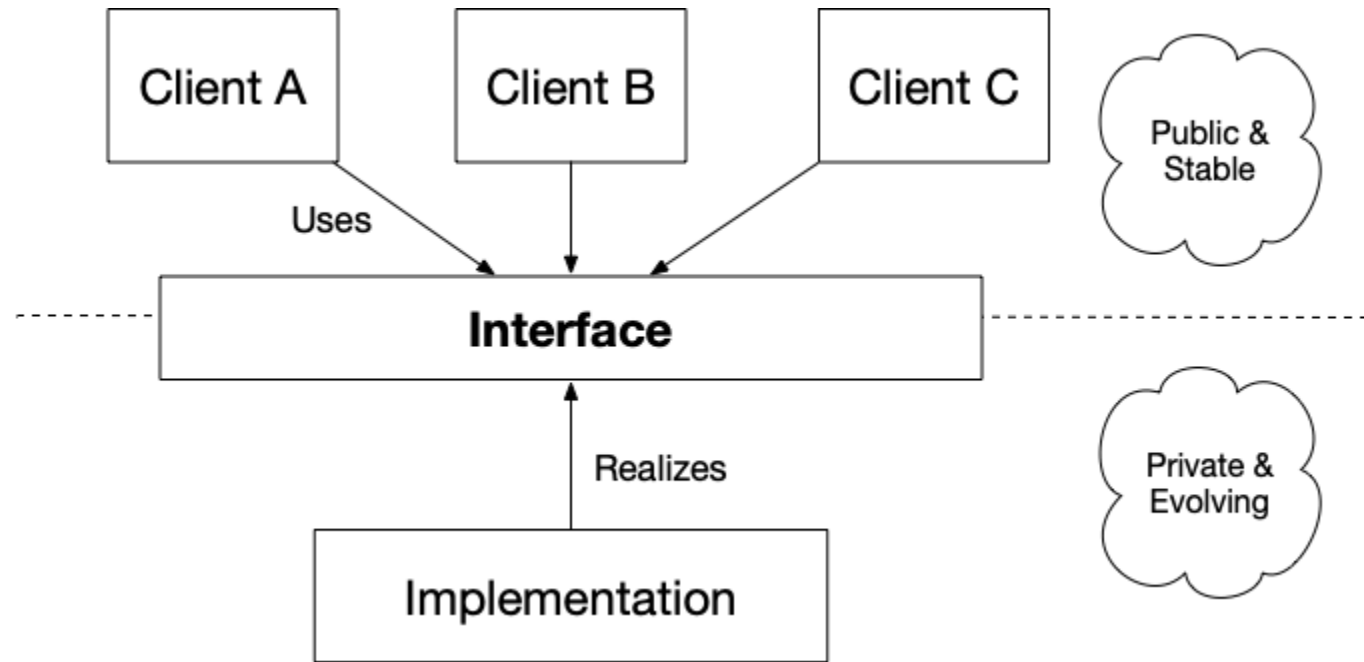 Client A
Client B
Client C
Public &
Stable
Uses
Interface
Realizes
Private &
Evolving
Implementation